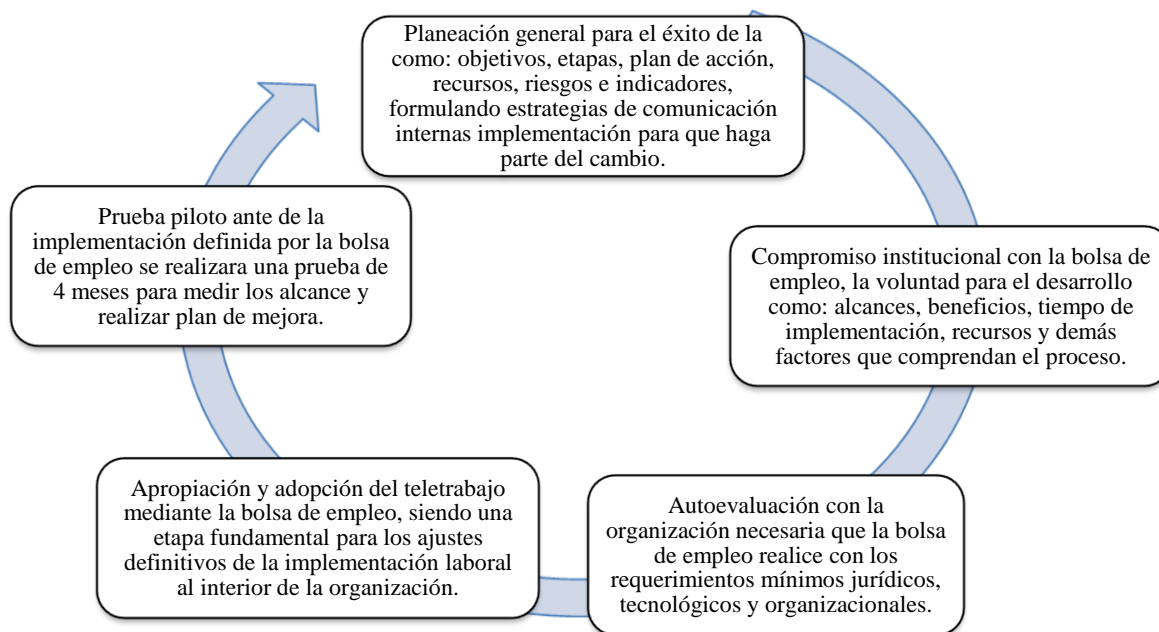 Planeación general para el éxito de la
como: objetivos, etapas, plan de acción,
recursos, riesgos e indicadores,
formulando estrategias de comunicación
internas implementación para que haga
parte del cambio.
Compromiso institucional con la bolsa de
empleo, la voluntad para el desarrollo
como: alcances, beneficios, tiempo de
implementación, recursos y demás
factores que comprendan el proceso.
Autoevaluación con la
organización necesaria que la bolsa
de empleo realice con los
requerimientos mínimos jurídicos,
tecnológicos y organizacionales.
Apropiación y adopción del teletrabajo
mediante la bolsa de empleo, siendo una
etapa fundamental para los ajustes
definitivos de la implementación laboral
al interior de la organización.
Prueba piloto ante de la
implementación definida por la bolsa
de empleo se realizara una prueba de
4 meses para medir los alcance y
realizar plan de mejora.